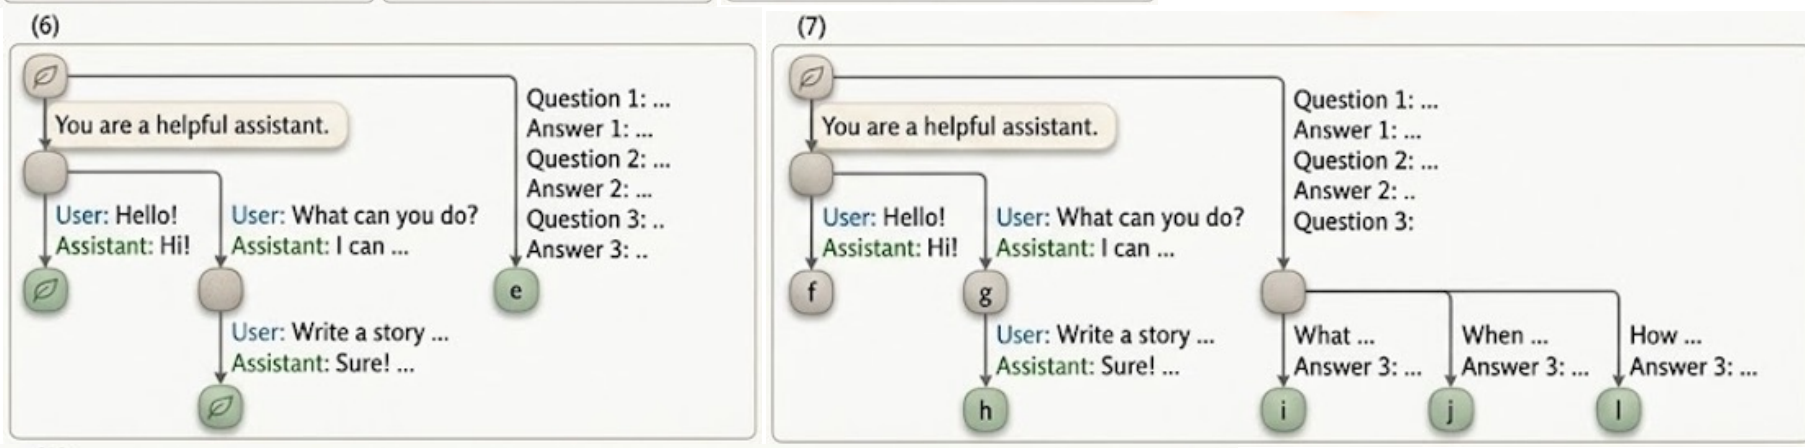 (6)
You are a helpful assistant.
User: Hello!
Assistant: Hi!
User: What can you do?
Assistant: I can ...
Question 1: ...
Answer 1: ...
Question 2: ...
Answer 2: ...
Question 3: ..
Answer 3: ..
e
User: Write a story ...
Assistant: Sure! ...
(7)
You are a helpful assistant.
User: Hello!
Assistant: Hi!
User: What can you do?
Assistant: I can ...
Question 1: ...
Answer 1: ...
Question 2: ...
Answer 2: ..
Question 3:
f
g
User: Write a story ...
Assistant: Sure! ...
What ...
Answer 3: ...
When ...
Answer 3: ...
How ...
Answer 3: ...
h
i
j
l